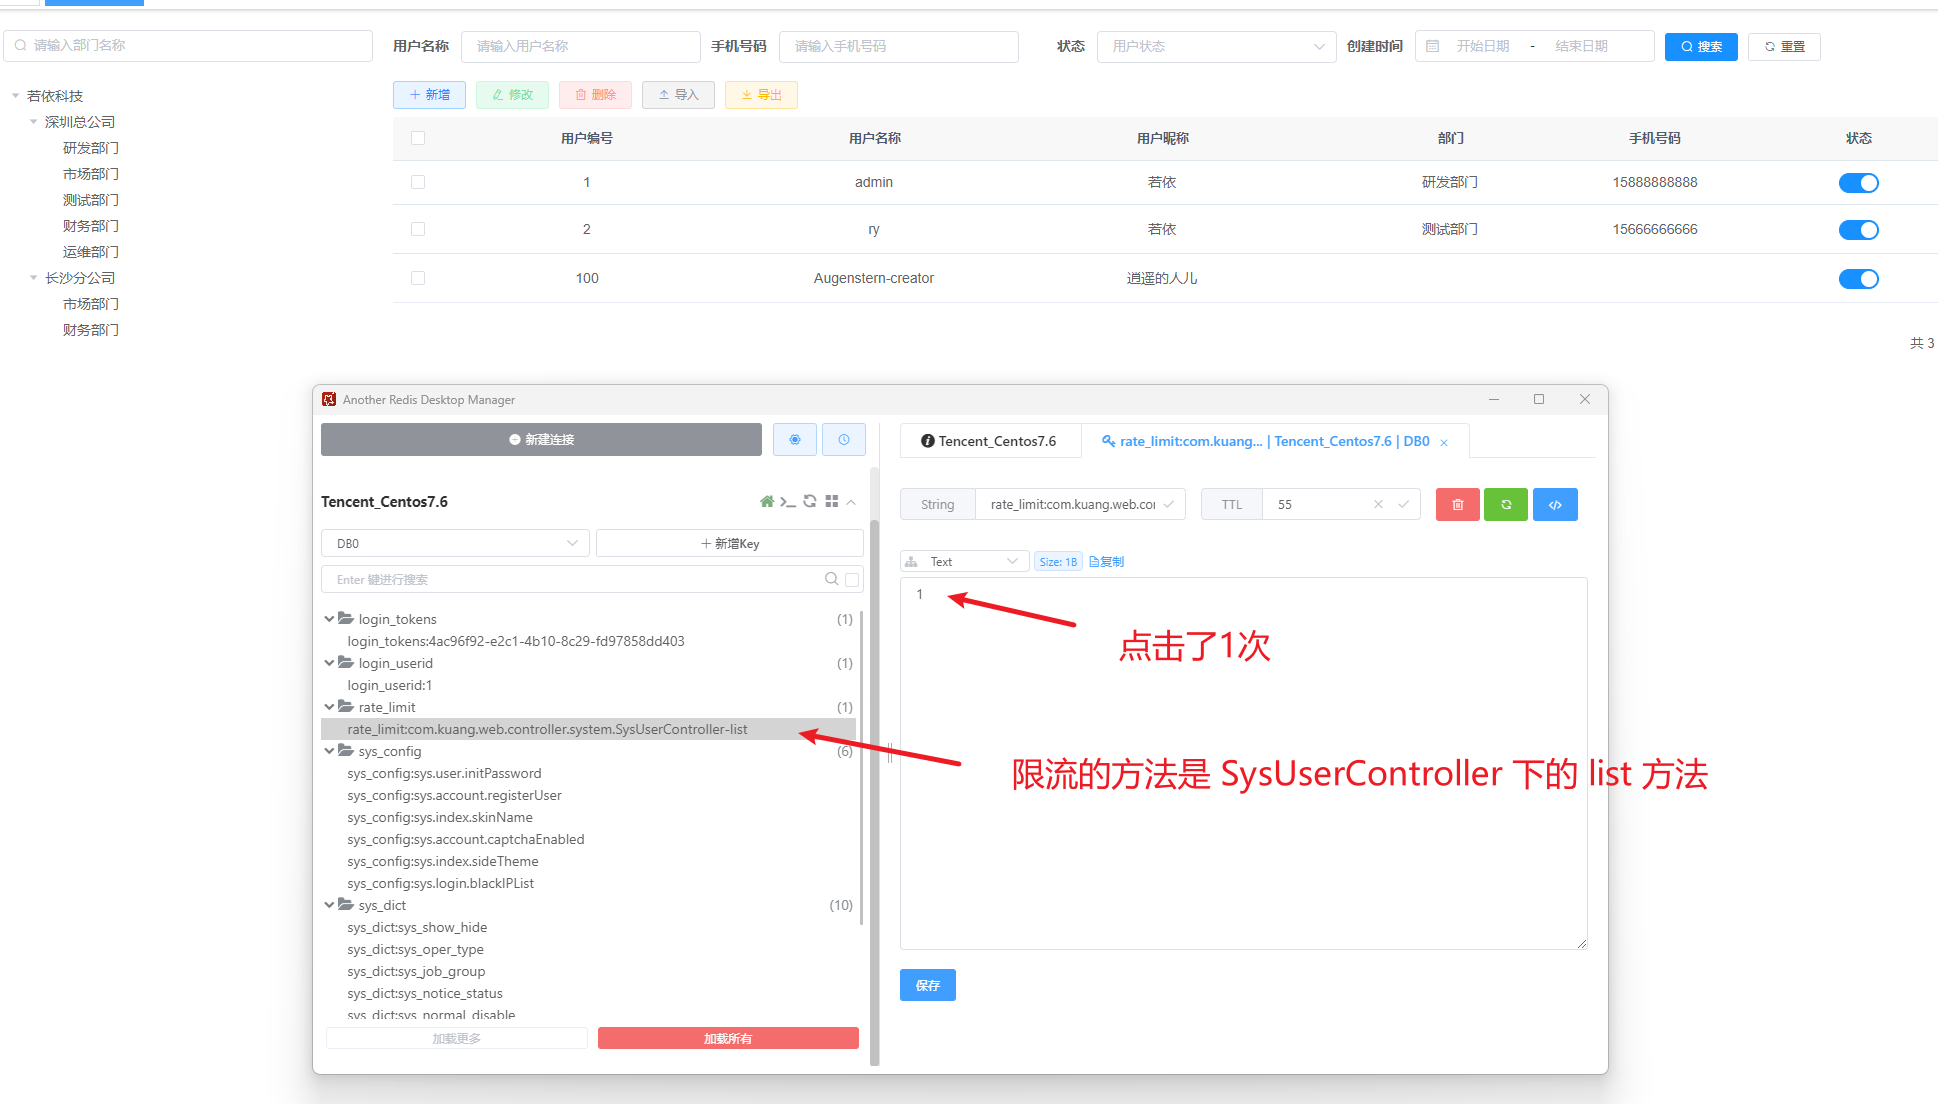 请输入部门名称
用户名称 请输入用户名称 手机号码 请输入手机号码 状态 用户状态 创建时间 开始日期 - 结束日期 搜索 重置
新增 修改 删除 导入 导出
若依科技
深圳总公司
研发部门
市场部门
测试部门
财务部门
运维部门
长沙分公司
市场部门
财务部门
用户编号 用户名称 用户昵称 部门 手机号码 状态
1 admin 若依 研发部门 15888888888
2 ry 若依 测试部门 15666666666
100 Augenstern-creator 逍遥的人儿
共 3
Another Redis Desktop Manager
新建连接
Tencent_Centos7.6
DB0 新增Key
Enter 键进行搜索
login_tokens (1)
login_tokens:4ac96f92-e2c1-4b10-8c29-fd97858dd403
login_userid (1)
login_userid:1
rate_limit (1)
rate_limit:com.kuang.web.controller.system.SysUserController-list
sys_config (6)
sys_config:sys.user.initPassword
sys_config:sys.account.registerUser
sys_config:sys.index.skinName
sys_config:sys.account.captchaEnabled
sys_config:sys.index.sideTheme
sys_config:sys.login.blackIPList
sys_dict (10)
sys_dict:sys_show_hide
sys_dict:sys_oper_type
sys_dict:sys_job_group
sys_dict:sys_notice_status
sys_dict:sys_normal_disable
加载更多 加载所有
Tencent_Centos7.6 rate_limit:com.kuang... | Tencent_Centos7.6 | DB0
String rate_limit:com.kuang.web.cor TTL 55
Text Size: 1B 复制
1
点击了1次
限流的方法是 SysUserController 下的 list 方法
保存